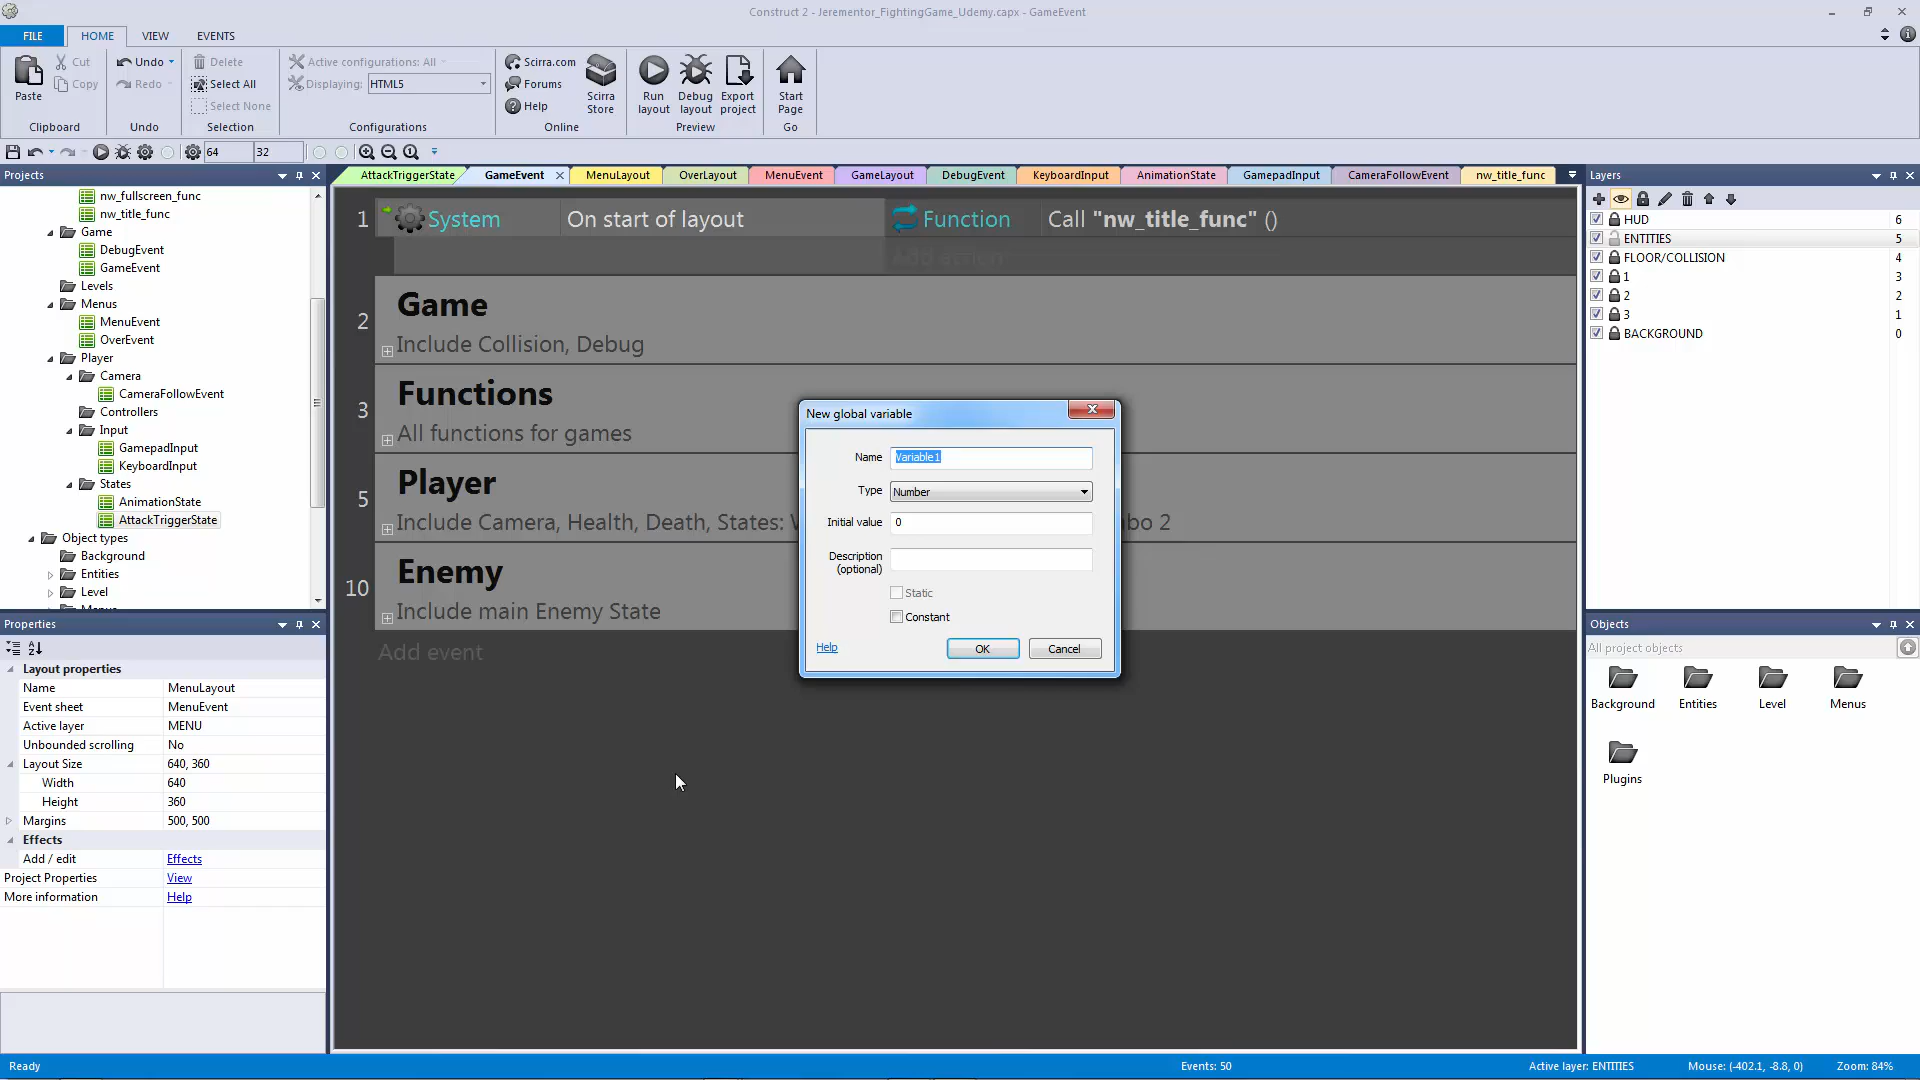 Construct 2 - Jerementor_FightingGame_Udemy.capx - GameEvent
FILE
HOME
VIEW
EVENTS
Paste
Cut
Copy
Clipboard
Undo
Redo
Undo
Delete
Select All
Select None
Selection
Active configurations: All
Displaying:
HTML5
Configurations
Scirra.com
Forums
Help
Scirra Store
Online
Run layout
Debug layout
Export project
Preview
Start Page
Go
64
32
Projects
nw_fullscreen_func
nw_title_func
Game
DebugEvent
GameEvent
Levels
Menus
MenuEvent
OverEvent
Player
Camera
CameraFollowEvent
Controllers
Input
GamepadInput
KeyboardInput
States
AnimationState
AttackTriggerState
Object types
Background
Entities
Level
Properties
Layout properties
Name MenuLayout
Event sheet MenuEvent
Active layer MENU
Unbounded scrolling No
Layout Size 640, 360
Width 640
Height 360
Margins 500, 500
Effects
Add / edit Effects
Project Properties View
More information Help
AttackTriggerState
GameEvent
MenuLayout
OverLayout
MenuEvent
GameLayout
DebugEvent
KeyboardInput
AnimationState
GamepadInput
CameraFollowEvent
nw_title_func
1 System On start of layout Function Call "nw_title_func" ()
Add action
2 Game
Include Collision, Debug
3 Functions
All functions for games
5 Player
Include Camera, Health, Death, States:
bo 2
10 Enemy
Include main Enemy State
Add event
New global variable
Name Variable1
Type Number
Initial value 0
Description (optional)
Static
Constant
Help
OK
Cancel
Layers
HUD 6
ENTITIES 5
FLOOR/COLLISION 4
1 3
2 2
3 1
BACKGROUND 0
Objects
All project objects
Background
Entities
Level
Menus
Plugins
Ready
Events: 50
Active layer: ENTITIES
Mouse: (-402.1, -8.8, 0)
Zoom: 84%